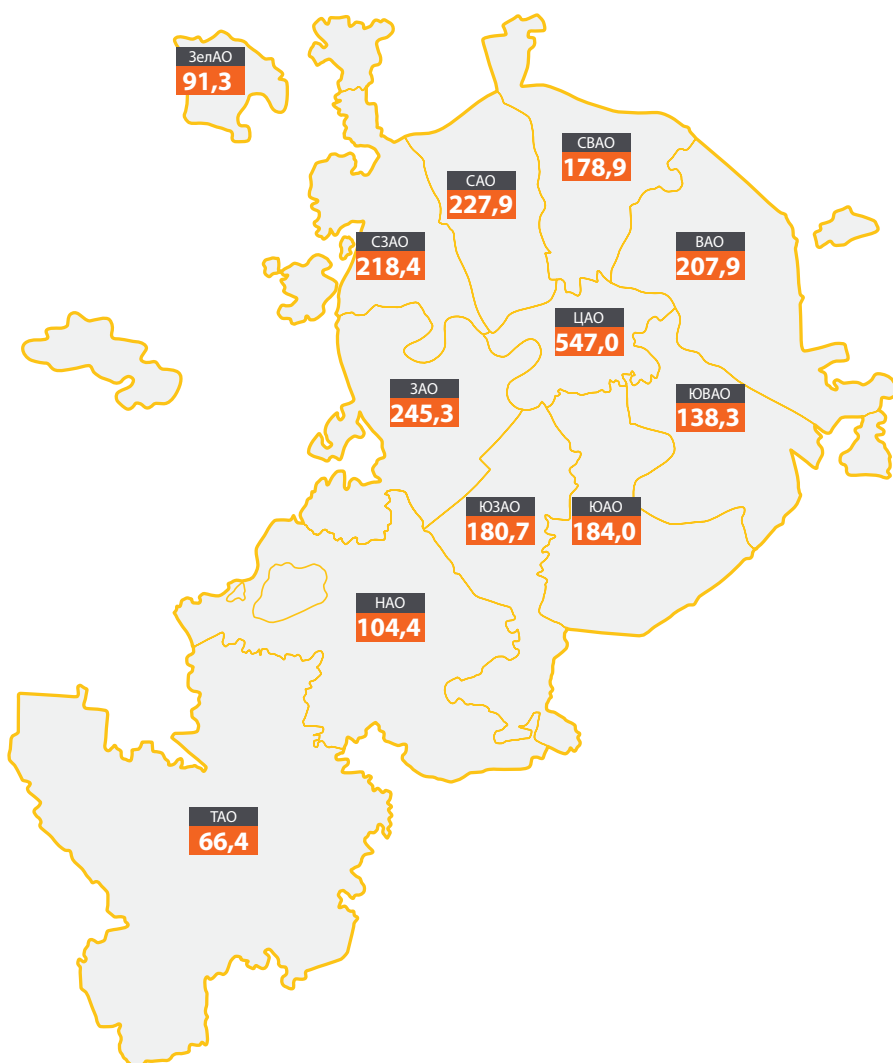 ЗелАО
91,3
СВАО
178,9
САО
227,9
СЗАО
218,4
ВАО
207,9
ЦАО
547,0
ЗАО
245,3
ЮВАО
138,3
ЮЗАО
180,7
ЮАО
184,0
НАО
104,4
ТАО
66,4